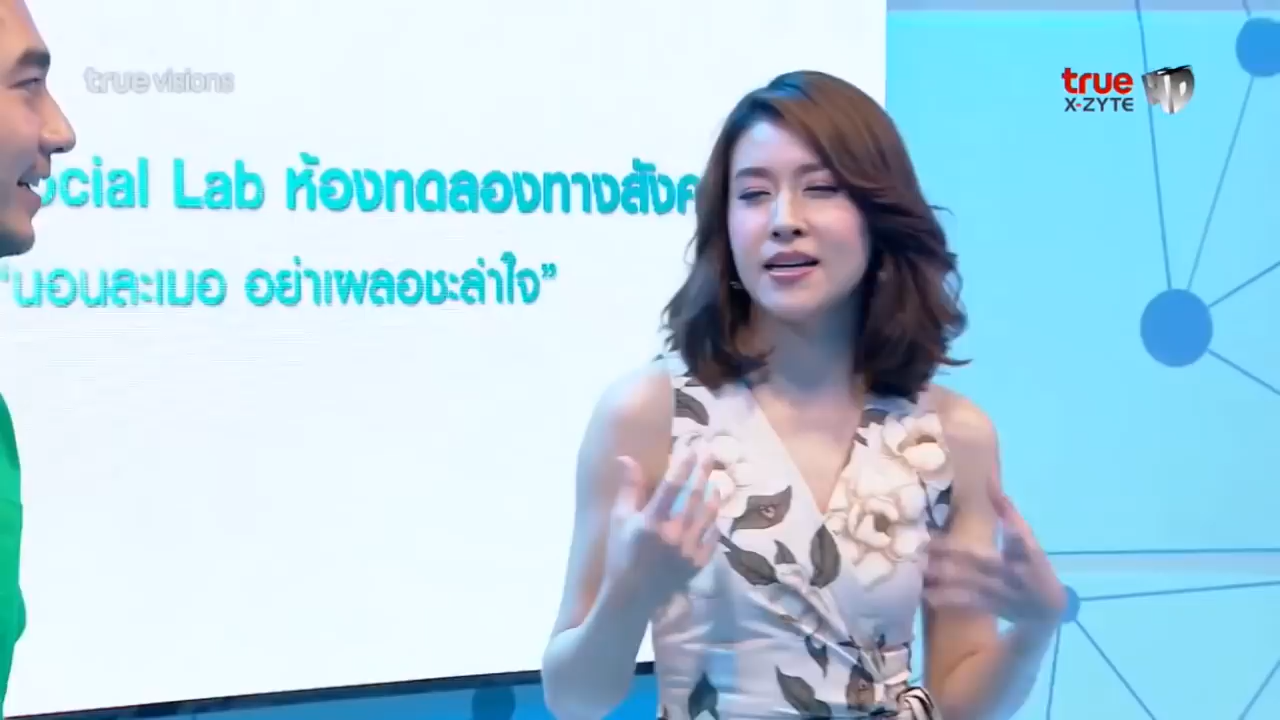 true visions
true
X-ZYTE HD
ocial Lab ห้องทดลองทางสังค
“นอนละเมอ อย่าเผลอชะล่าใจ”